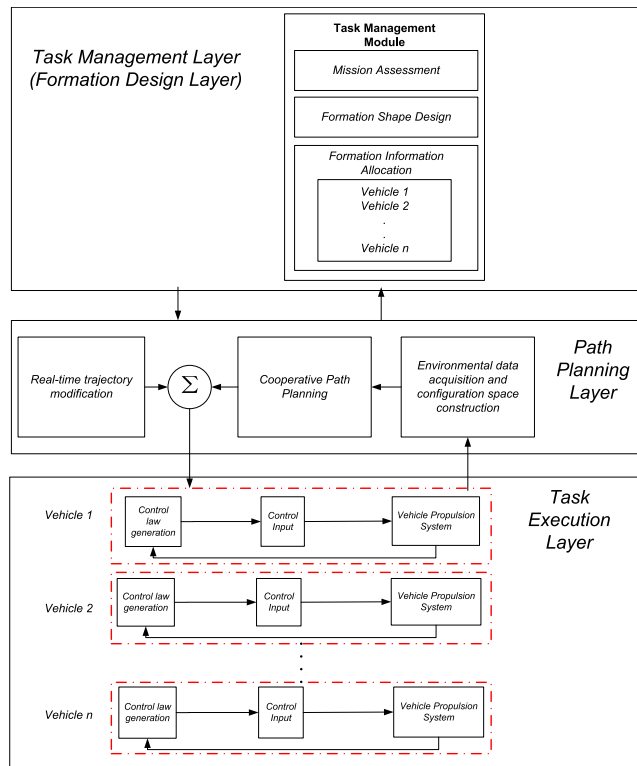 Task Management Layer
(Formation Design Layer)
Task Management
Module
Mission Assessment
Formation Shape Design
Formation Information
Allocation
Vehicle 1
Vehicle 2
.
.
Vehicle n
Real-time trajectory
modification
Σ
Cooperative Path
Planning
Environmental data
acquisition and
configuration space
construction
Path
Planning
Layer
Task
Execution
Layer
Vehicle 1
Control
law
generation
Control
Input
Vehicle Propulsion
System
Vehicle 2
Control law
generation
Control
Input
Vehicle Propulsion
System
Vehicle n
Control law
generation
Control
Input
Vehicle Propulsion
System